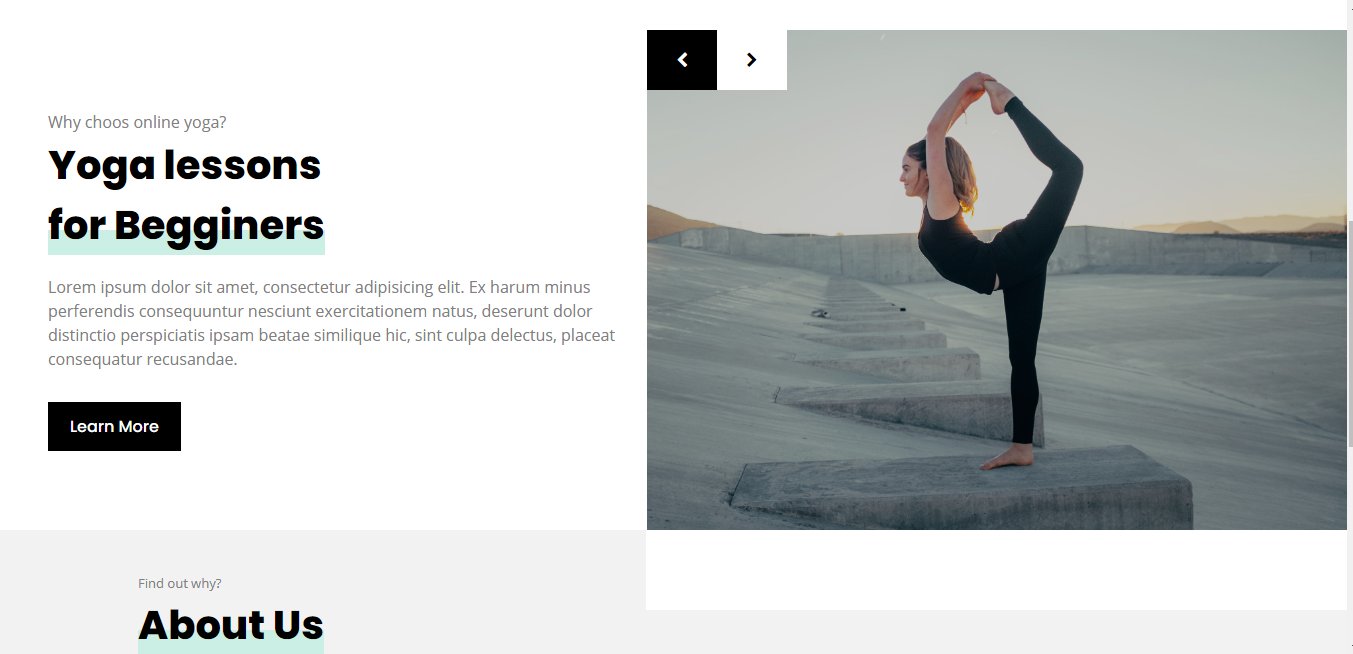 Why choos online yoga?
Yoga lessons
for Begginers
Lorem ipsum dolor sit amet, consectetur adipisicing elit. Ex harum minus
perferendis consequuntur nesciunt exercitationem natus, deserunt dolor
distinctio perspiciatis ipsam beatae similique hic, sint culpa delectus, placeat
consequatur recusandae.
Learn More
Find out why?
About Us